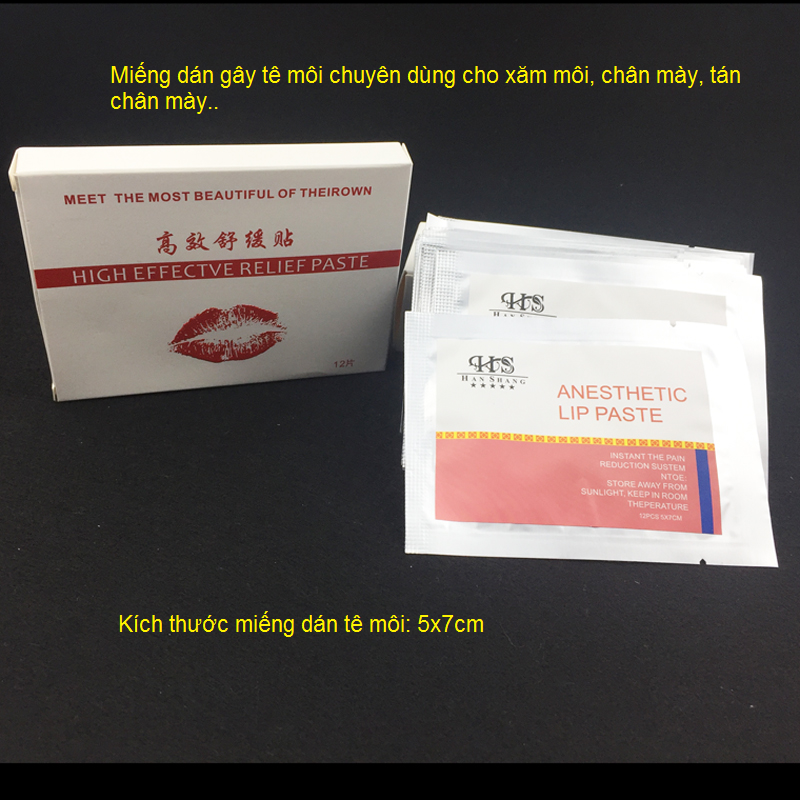 Miếng dán gây tê môi chuyên dùng cho xăm môi, chân mày, tán
chân mày..
MEET THE MOST BEAUTIFUL OF THEIROWN
高效舒缓贴
HIGH EFFECTVE RELIEF PASTE
12片
HS
HS
HAN SHANG
★★★★★
ANESTHETIC
LIP PASTE
INSTANT THE PAIN
REDUCTION SUSTEM
NTOE:
STORE AWAY FROM
SUNLIGHT, KEEP IN ROOM
THEPERATURE
12PCS 5X7CM
Kích thước miếng dán tê môi: 5x7cm